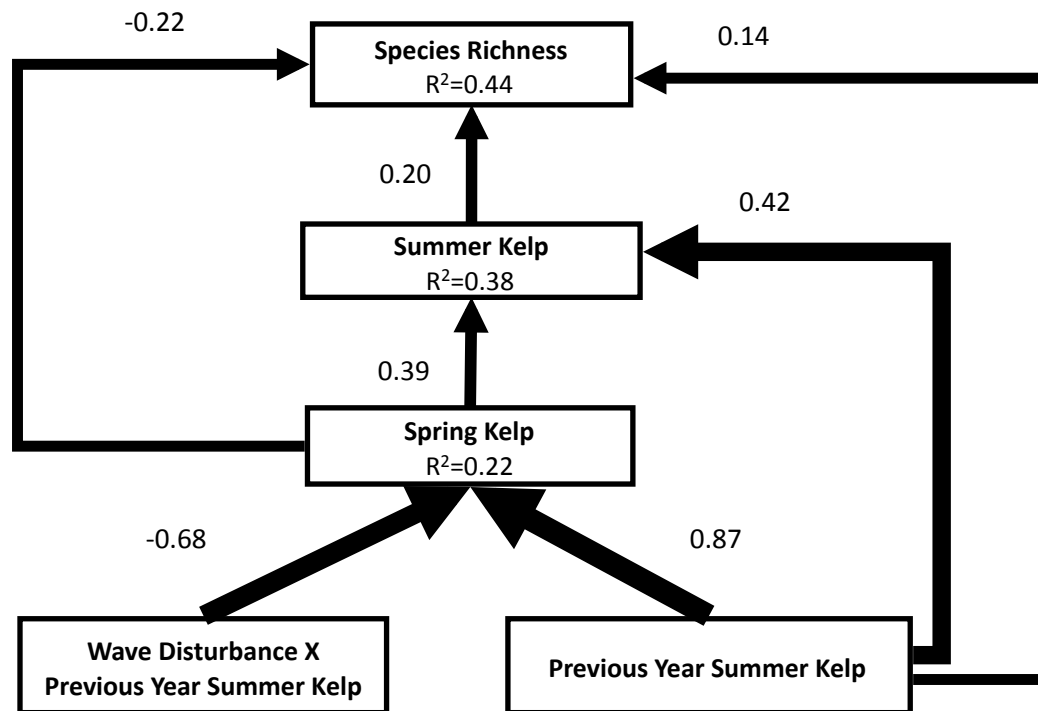 -0.22
0.14
Species Richness
R²=0.44
0.20
0.42
Summer Kelp
R²=0.38
0.39
Spring Kelp
R²=0.22
-0.68
0.87
Wave Disturbance X
Previous Year Summer Kelp
Previous Year Summer Kelp